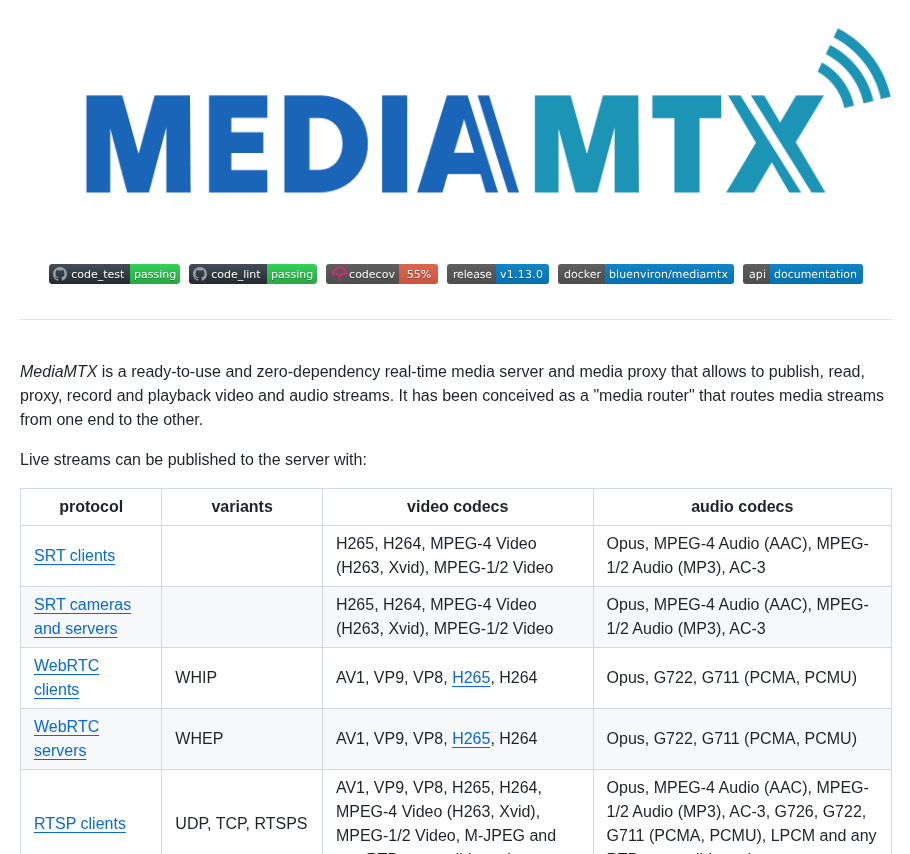 MEDIAMTX
code_test passing code_lint passing codecov 55% release v1.13.0 docker bluenviron/mediamtx api documentation
MediaMTX is a ready-to-use and zero-dependency real-time media server and media proxy that allows to publish, read,
proxy, record and playback video and audio streams. It has been conceived as a "media router" that routes media streams
from one end to the other.
Live streams can be published to the server with:
protocol variants video codecs audio codecs
SRT clients
H265, H264, MPEG-4 Video
(H263, Xvid), MPEG-1/2 Video
Opus, MPEG-4 Audio (AAC), MPEG-
1/2 Audio (MP3), AC-3
SRT cameras
and servers
H265, H264, MPEG-4 Video
(H263, Xvid), MPEG-1/2 Video
Opus, MPEG-4 Audio (AAC), MPEG-
1/2 Audio (MP3), AC-3
WebRTC
clients
WHIP
AV1, VP9, VP8, H265, H264
Opus, G722, G711 (PCMA, PCMU)
WebRTC
servers
WHEP
AV1, VP9, VP8, H265, H264
Opus, G722, G711 (PCMA, PCMU)
RTSP clients
UDP, TCP, RTSPS
AV1, VP9, VP8, H265, H264,
MPEG-4 Video (H263, Xvid),
MPEG-1/2 Video, M-JPEG and
Opus, MPEG-4 Audio (AAC), MPEG-
1/2 Audio (MP3), AC-3, G726, G722,
G711 (PCMA, PCMU), LPCM and any